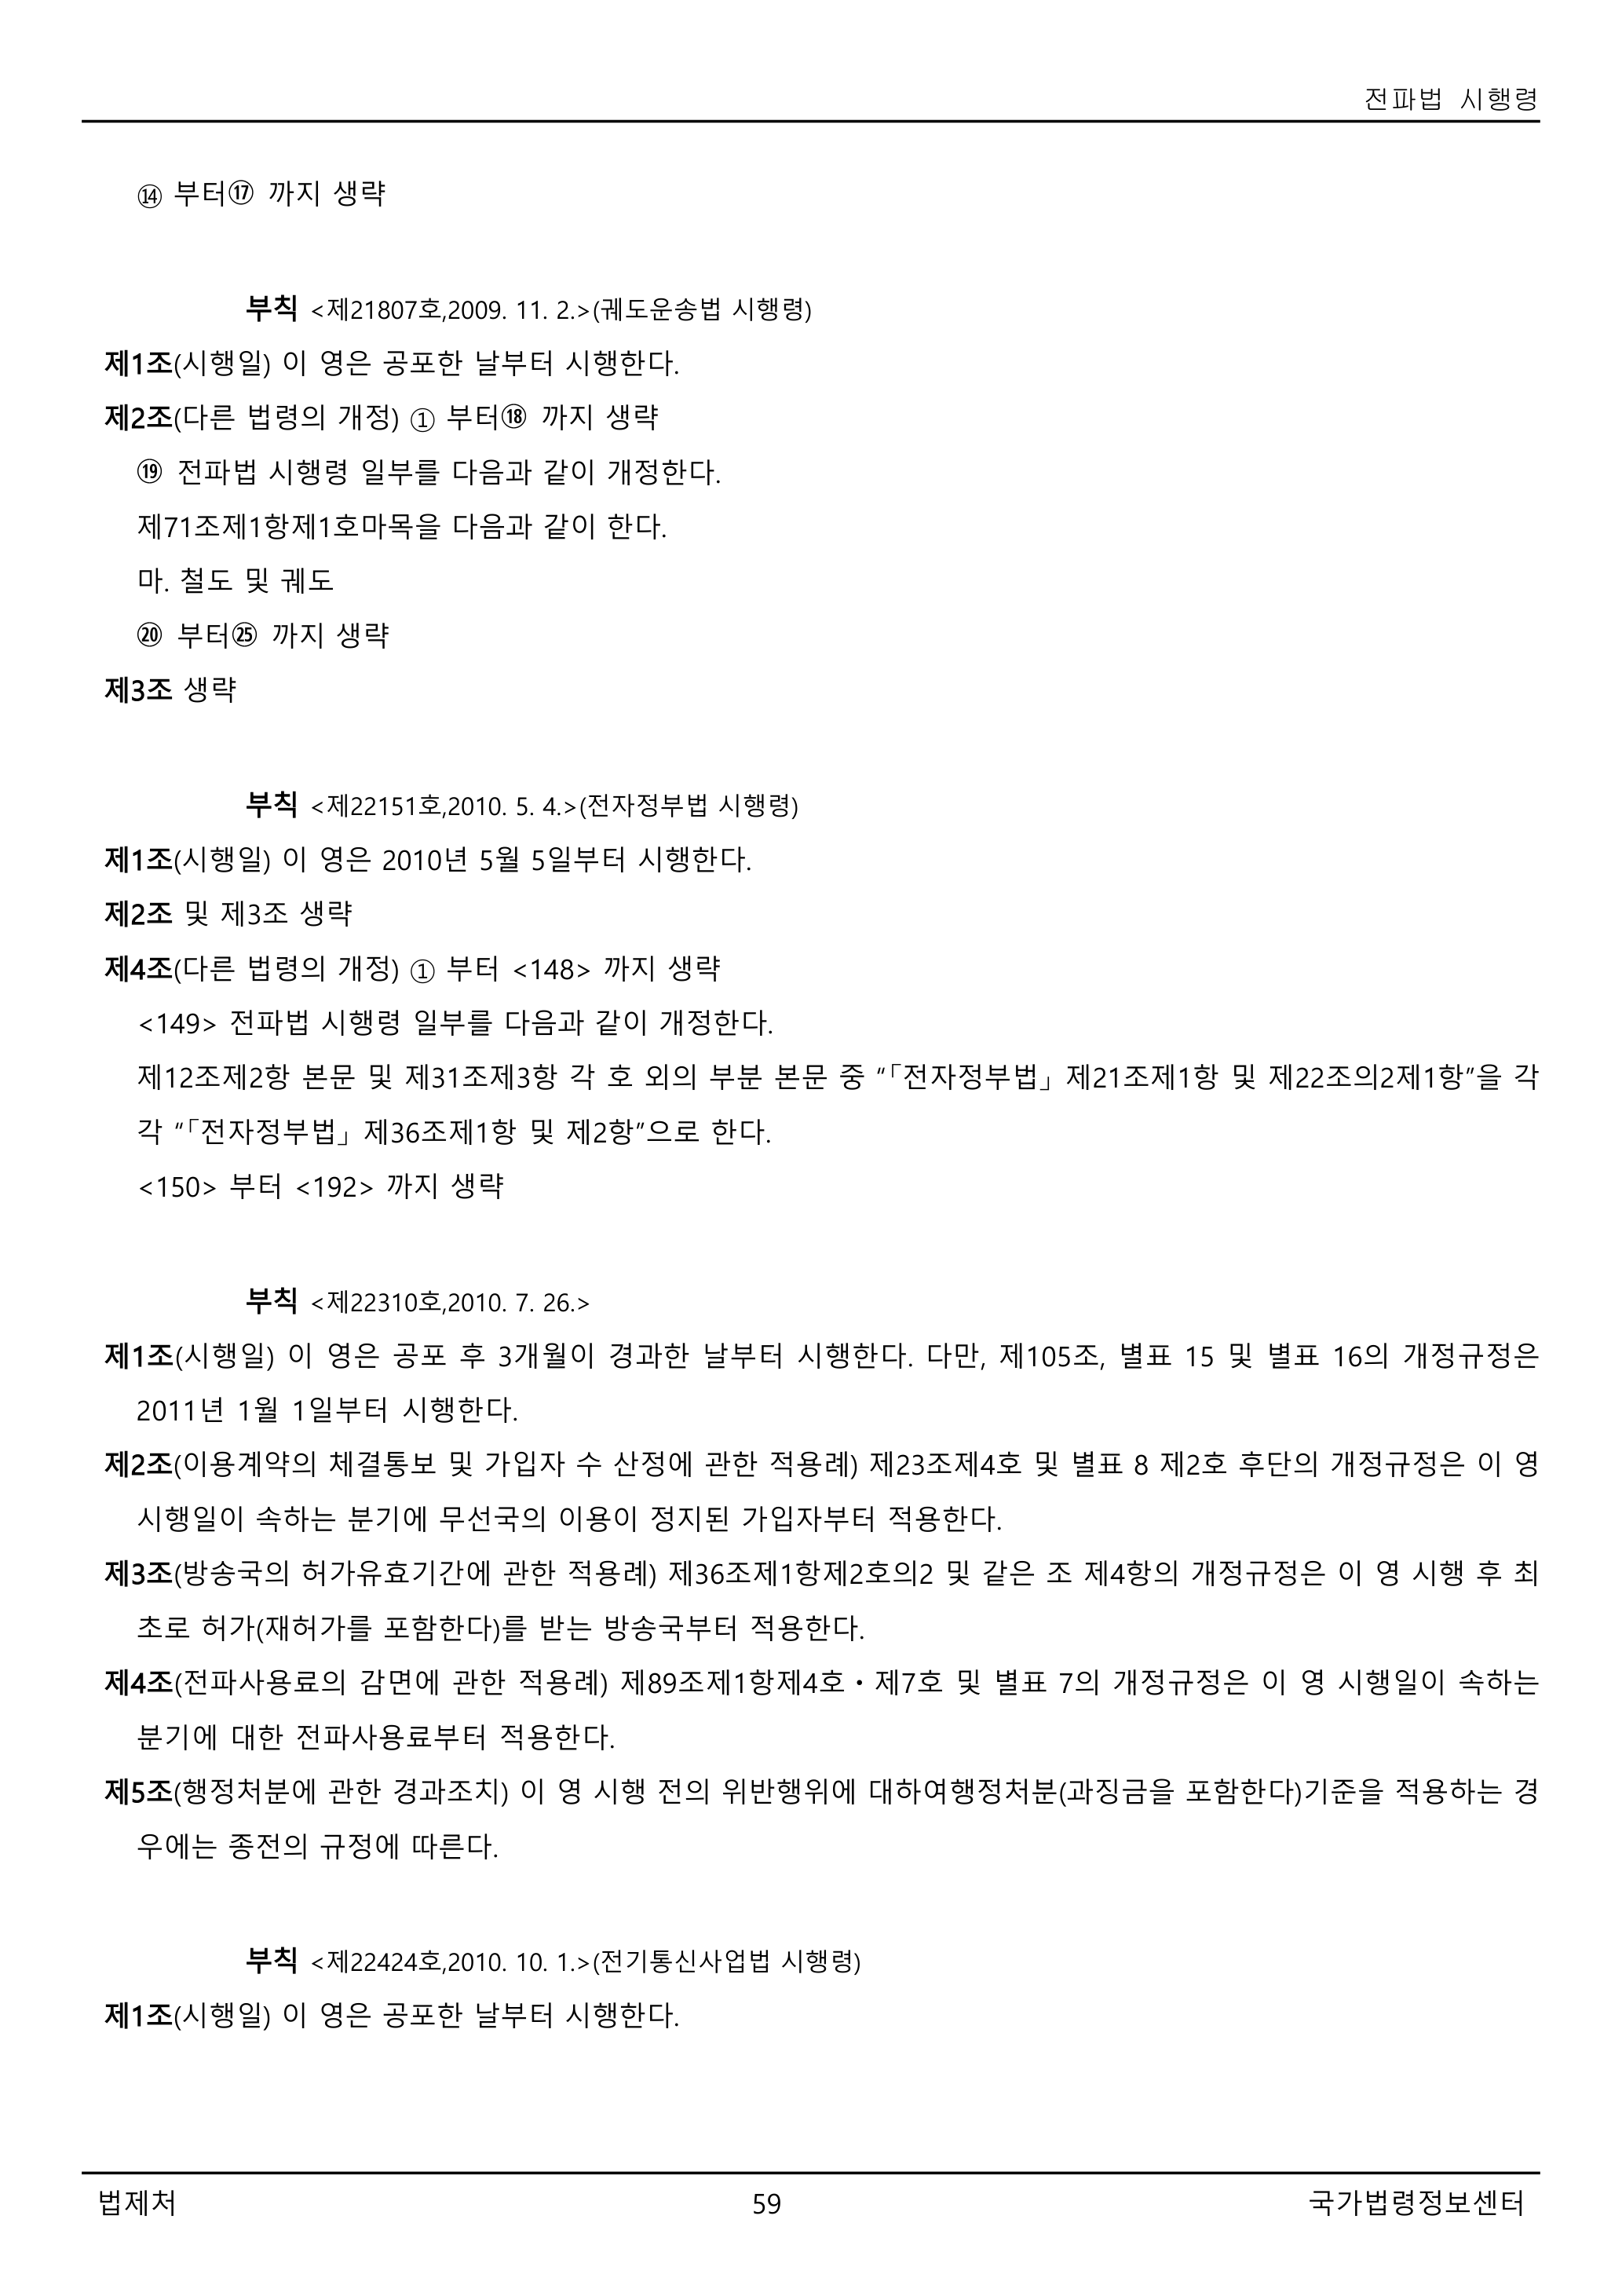 전파법 시행령
⑭ 부터⑰ 까지 생략
부칙 <제21807호,2009. 11. 2.>(궤도운송법 시행령)
제1조(시행일) 이 영은 공포한 날부터 시행한다.
제2조(다른 법령의 개정) ① 부터⑱ 까지 생략
⑲ 전파법 시행령 일부를 다음과 같이 개정한다.
제71조제1항제1호마목을 다음과 같이 한다.
마. 철도 및 궤도
⑳ 부터㉕ 까지 생략
제3조 생략
부칙 <제22151호,2010. 5. 4.>(전자정부법 시행령)
제1조(시행일) 이 영은 2010년 5월 5일부터 시행한다.
제2조 및 제3조 생략
제4조(다른 법령의 개정) ① 부터 <148> 까지 생략
<149> 전파법 시행령 일부를 다음과 같이 개정한다.
제12조제2항 본문 및 제31조제3항 각 호 외의 부분 본문 중 “「전자정부법」 제21조제1항 및 제22조의2제1항”을 각
각 “「전자정부법」 제36조제1항 및 제2항”으로 한다.
<150> 부터 <192> 까지 생략
부칙 <제22310호,2010. 7. 26.>
제1조(시행일) 이 영은 공포 후 3개월이 경과한 날부터 시행한다. 다만, 제105조, 별표 15 및 별표 16의 개정규정은
2011년 1월 1일부터 시행한다.
제2조(이용계약의 체결통보 및 가입자 수 산정에 관한 적용례) 제23조제4호 및 별표 8 제2호 후단의 개정규정은 이 영
시행일이 속하는 분기에 무선국의 이용이 정지된 가입자부터 적용한다.
제3조(방송국의 허가유효기간에 관한 적용례) 제36조제1항제2호의2 및 같은 조 제4항의 개정규정은 이 영 시행 후 최
초로 허가(재허가를 포함한다)를 받는 방송국부터 적용한다.
제4조(전파사용료의 감면에 관한 적용례) 제89조제1항제4호ㆍ제7호 및 별표 7의 개정규정은 이 영 시행일이 속하는
분기에 대한 전파사용료부터 적용한다.
제5조(행정처분에 관한 경과조치) 이 영 시행 전의 위반행위에 대하여행정처분(과징금을 포함한다)기준을 적용하는 경
우에는 종전의 규정에 따른다.
부칙 <제22424호,2010. 10. 1.>(전기통신사업법 시행령)
제1조(시행일) 이 영은 공포한 날부터 시행한다.
법제처 59 국가법령정보센터